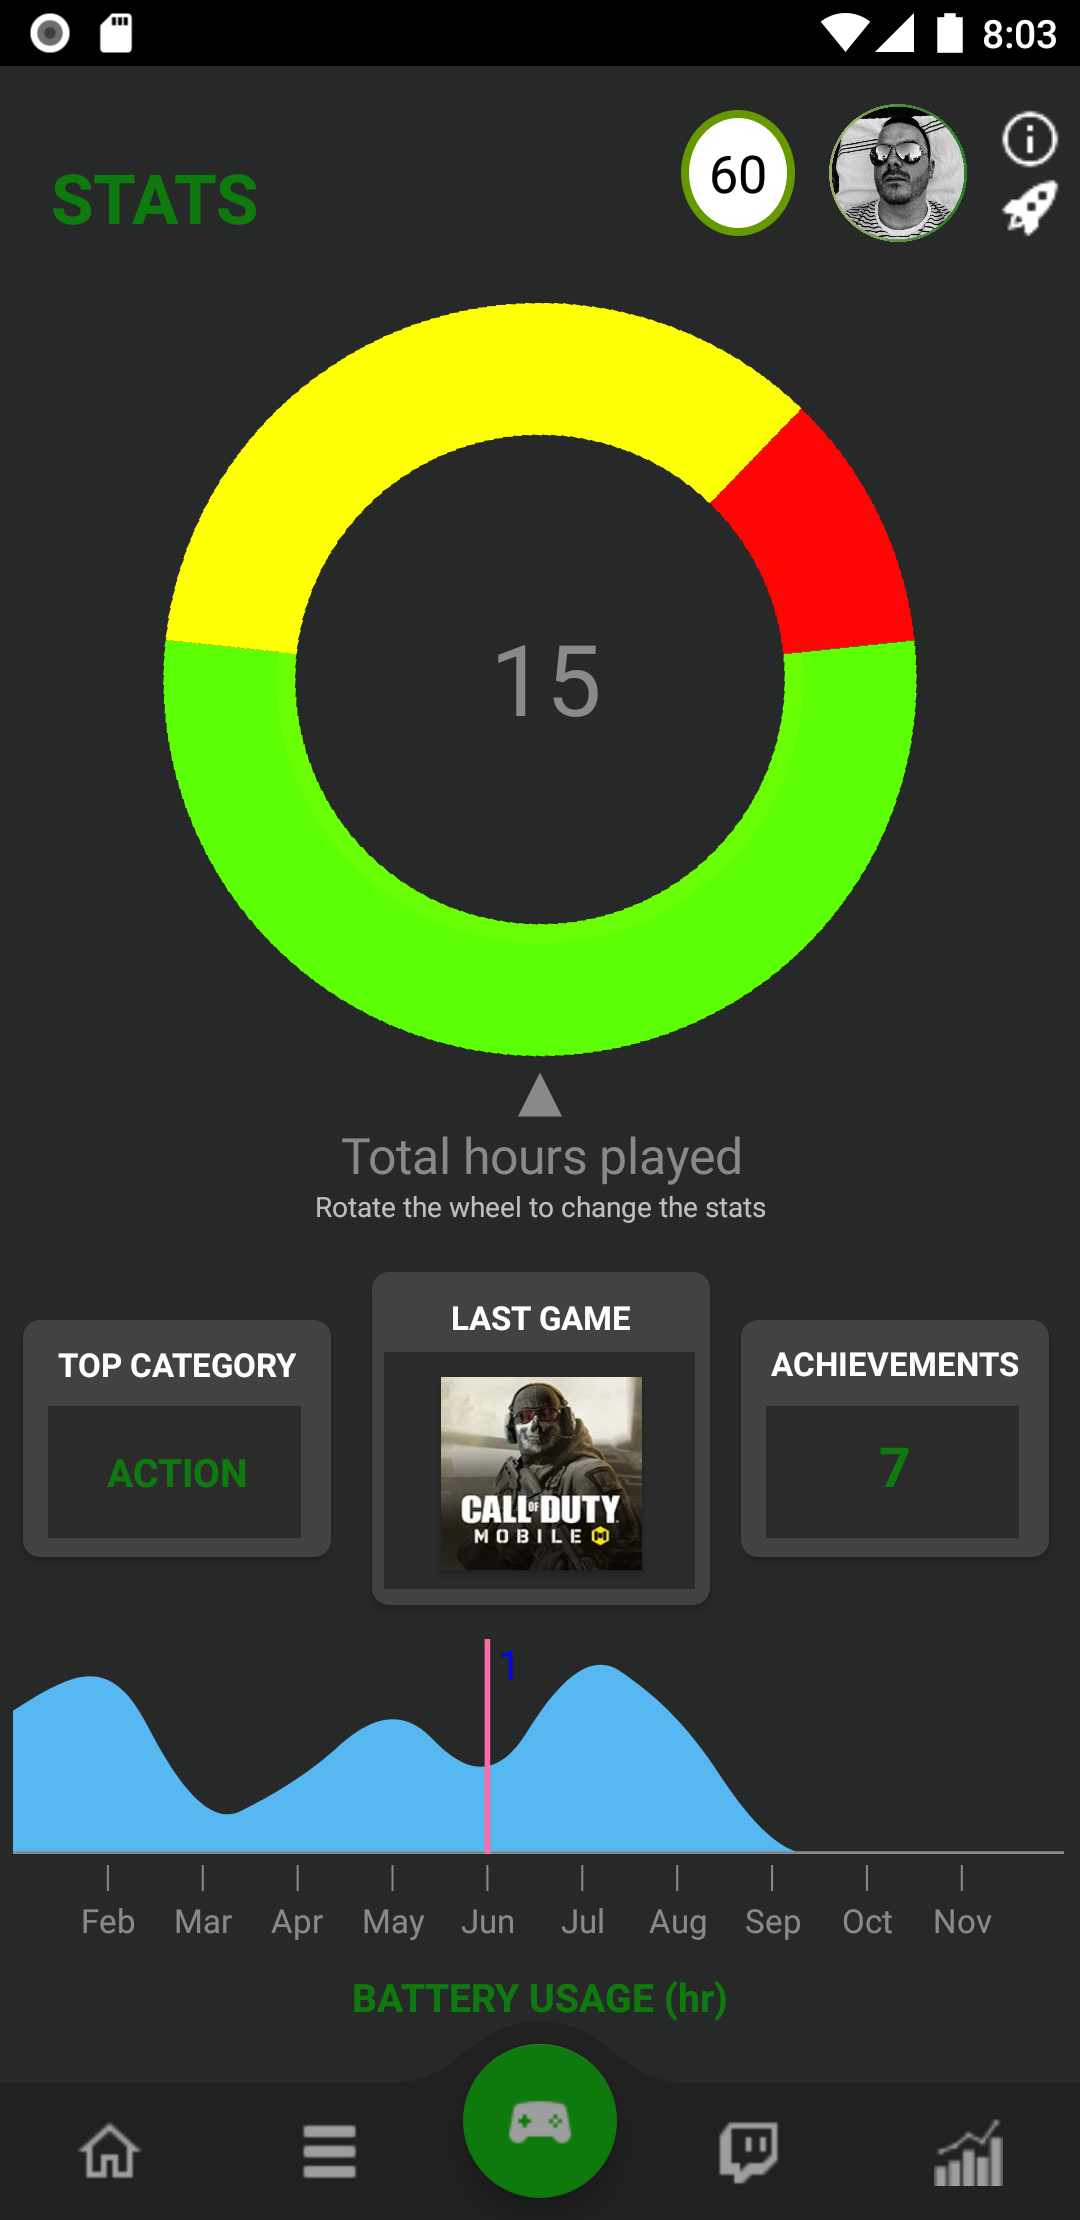 8:03
STATS
60
15
Total hours played
Rotate the wheel to change the stats
TOP CATEGORY
ACTION
LAST GAME
CALL OF DUTY
MOBILE
ACHIEVEMENTS
7
1
Feb Mar Apr May Jun Jul Aug Sep Oct Nov
BATTERY USAGE (hr)